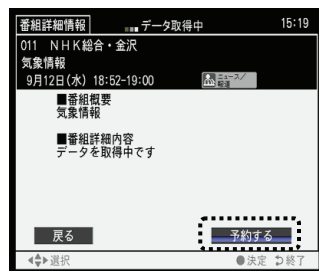 番組詳細情報 データ取得中 15:19
011 NHK総合・金沢
気象情報
9月12日(水) 18:52-19:00 ニュース/報道
■番組概要
気象情報
■番組詳細内容
データを取得中です
戻る 予約する
選択 ●決定 終了